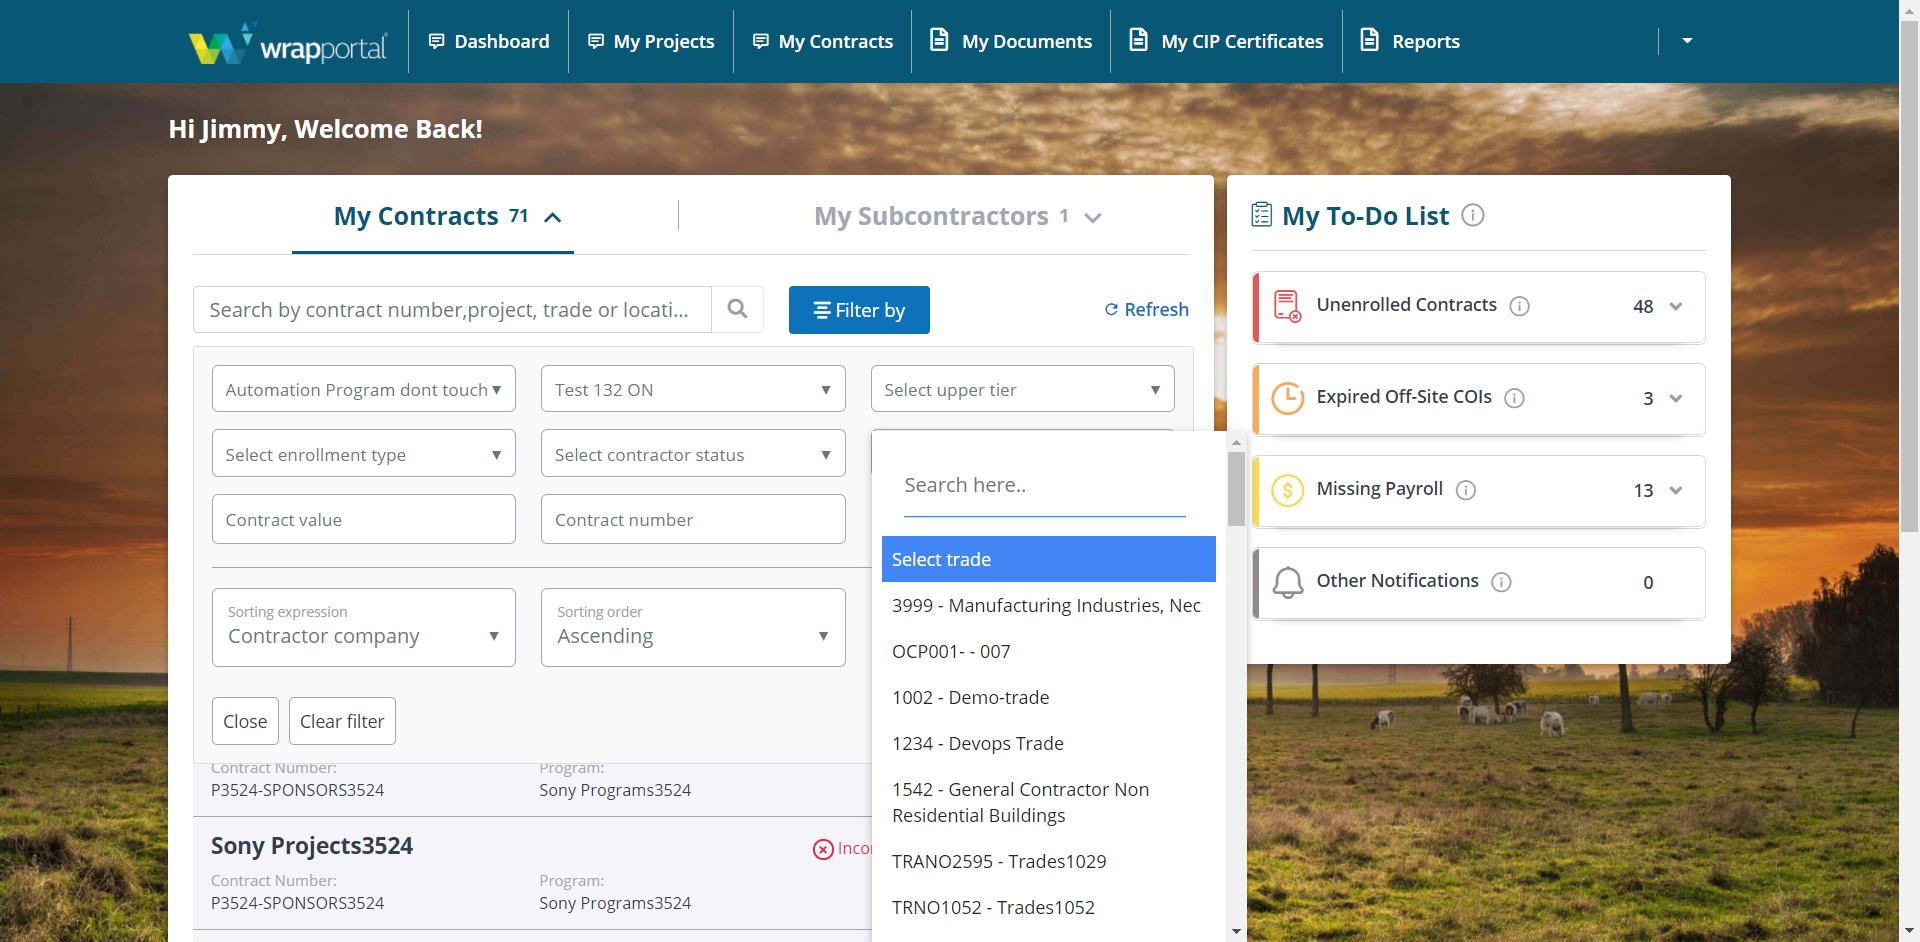 wrapportal
Dashboard
My Projects
My Contracts
My Documents
My CIP Certificates
Reports
Hi Jimmy, Welcome Back!
My Contracts 71
My Subcontractors 1
My To-Do List
Search by contract number,project, trade or locati...
Filter by
Refresh
Unenrolled Contracts
48
Automation Program dont touch
Test 132 ON
Select upper tier
Expired Off-Site COIs
3
Select enrollment type
Select contractor status
Search here..
Missing Payroll
13
Contract value
Contract number
Select trade
Other Notifications
0
3999 - Manufacturing Industries, Nec
Sorting expression
Contractor company
Sorting order
Ascending
OCP001- - 007
1002 - Demo-trade
Close
Clear filter
1234 - Devops Trade
Contract Number:
Program:
P3524-SPONSORS3524
Sony Programs3524
1542 - General Contractor Non
Residential Buildings
Sony Projects3524
TRANO2595 - Trades1029
Contract Number:
Program:
P3524-SPONSORS3524
Sony Programs3524
TRNO1052 - Trades1052